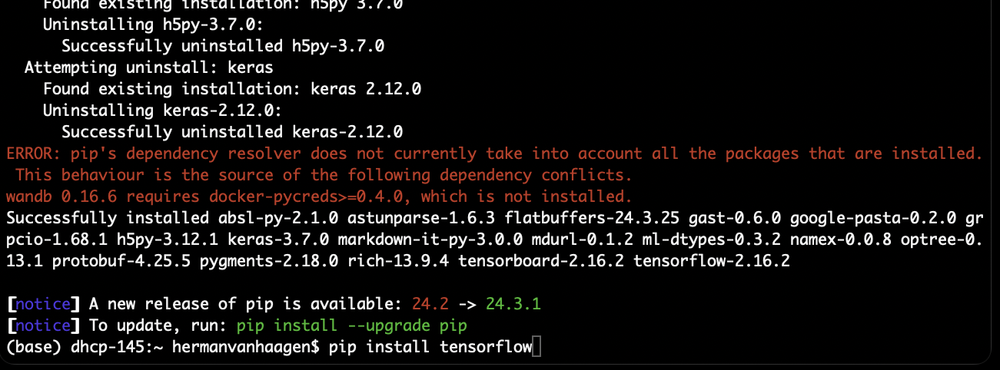 Found existing installation: h5py 3.7.0
Uninstalling h5py-3.7.0:
Successfully uninstalled h5py-3.7.0
Attempting uninstall: keras
Found existing installation: keras 2.12.0
Uninstalling keras-2.12.0:
Successfully uninstalled keras-2.12.0
ERROR: pip's dependency resolver does not currently take into account all the packages that are installed.
This behaviour is the source of the following dependency conflicts.
wandb 0.16.6 requires docker-pycreds>=0.4.0, which is not installed.
Successfully installed absl-py-2.1.0 astunparse-1.6.3 flatbuffers-24.3.25 gast-0.6.0 google-pasta-0.2.0 gr
pcio-1.68.1 h5py-3.12.1 keras-3.7.0 markdown-it-py-3.0.0 mdurl-0.1.2 ml-dtypes-0.3.2 namex-0.0.8 optree-0.
13.1 protobuf-4.25.5 pygments-2.18.0 rich-13.9.4 tensorboard-2.16.2 tensorflow-2.16.2
[notice] A new release of pip is available: 24.2 -> 24.3.1
[notice] To update, run: pip install --upgrade pip
(base) dhcp-145:~ hermanvanhaagen$ pip install tensorflow